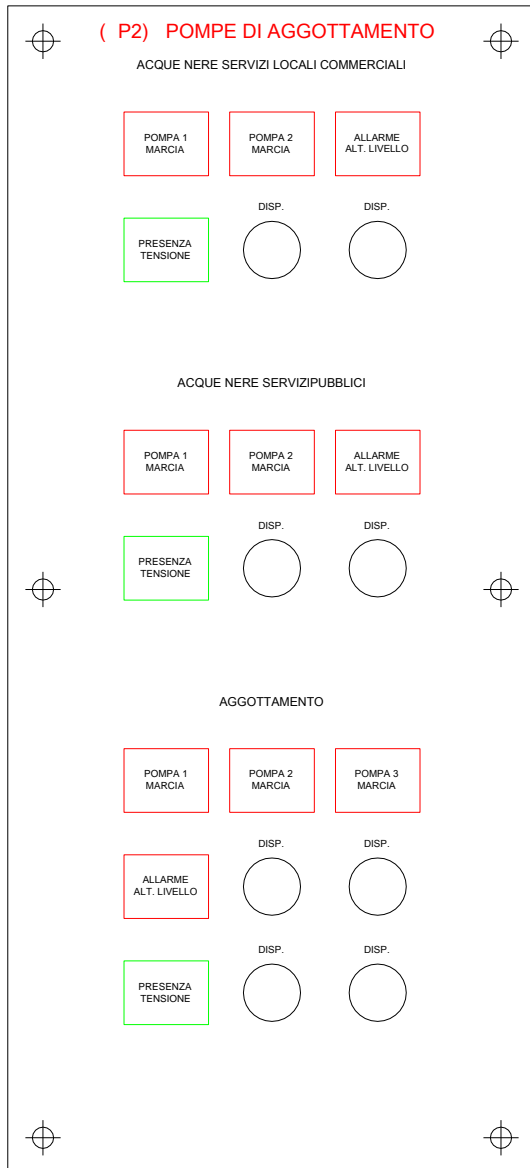 ( P2) POMPE DI AGGOTTAMENTO
ACQUE NERE SERVIZI LOCALI COMMERCIALI
POMPA 1
MARCIA
POMPA 2
MARCIA
ALLARME
ALT. LIVELLO
PRESENZA
TENSIONE
DISP.
DISP.
ACQUE NERE SERVIZIPUBBLICI
POMPA 1
MARCIA
POMPA 2
MARCIA
ALLARME
ALT. LIVELLO
PRESENZA
TENSIONE
DISP.
DISP.
AGGOTTAMENTO
POMPA 1
MARCIA
POMPA 2
MARCIA
POMPA 3
MARCIA
ALLARME
ALT. LIVELLO
DISP.
DISP.
PRESENZA
TENSIONE
DISP.
DISP.